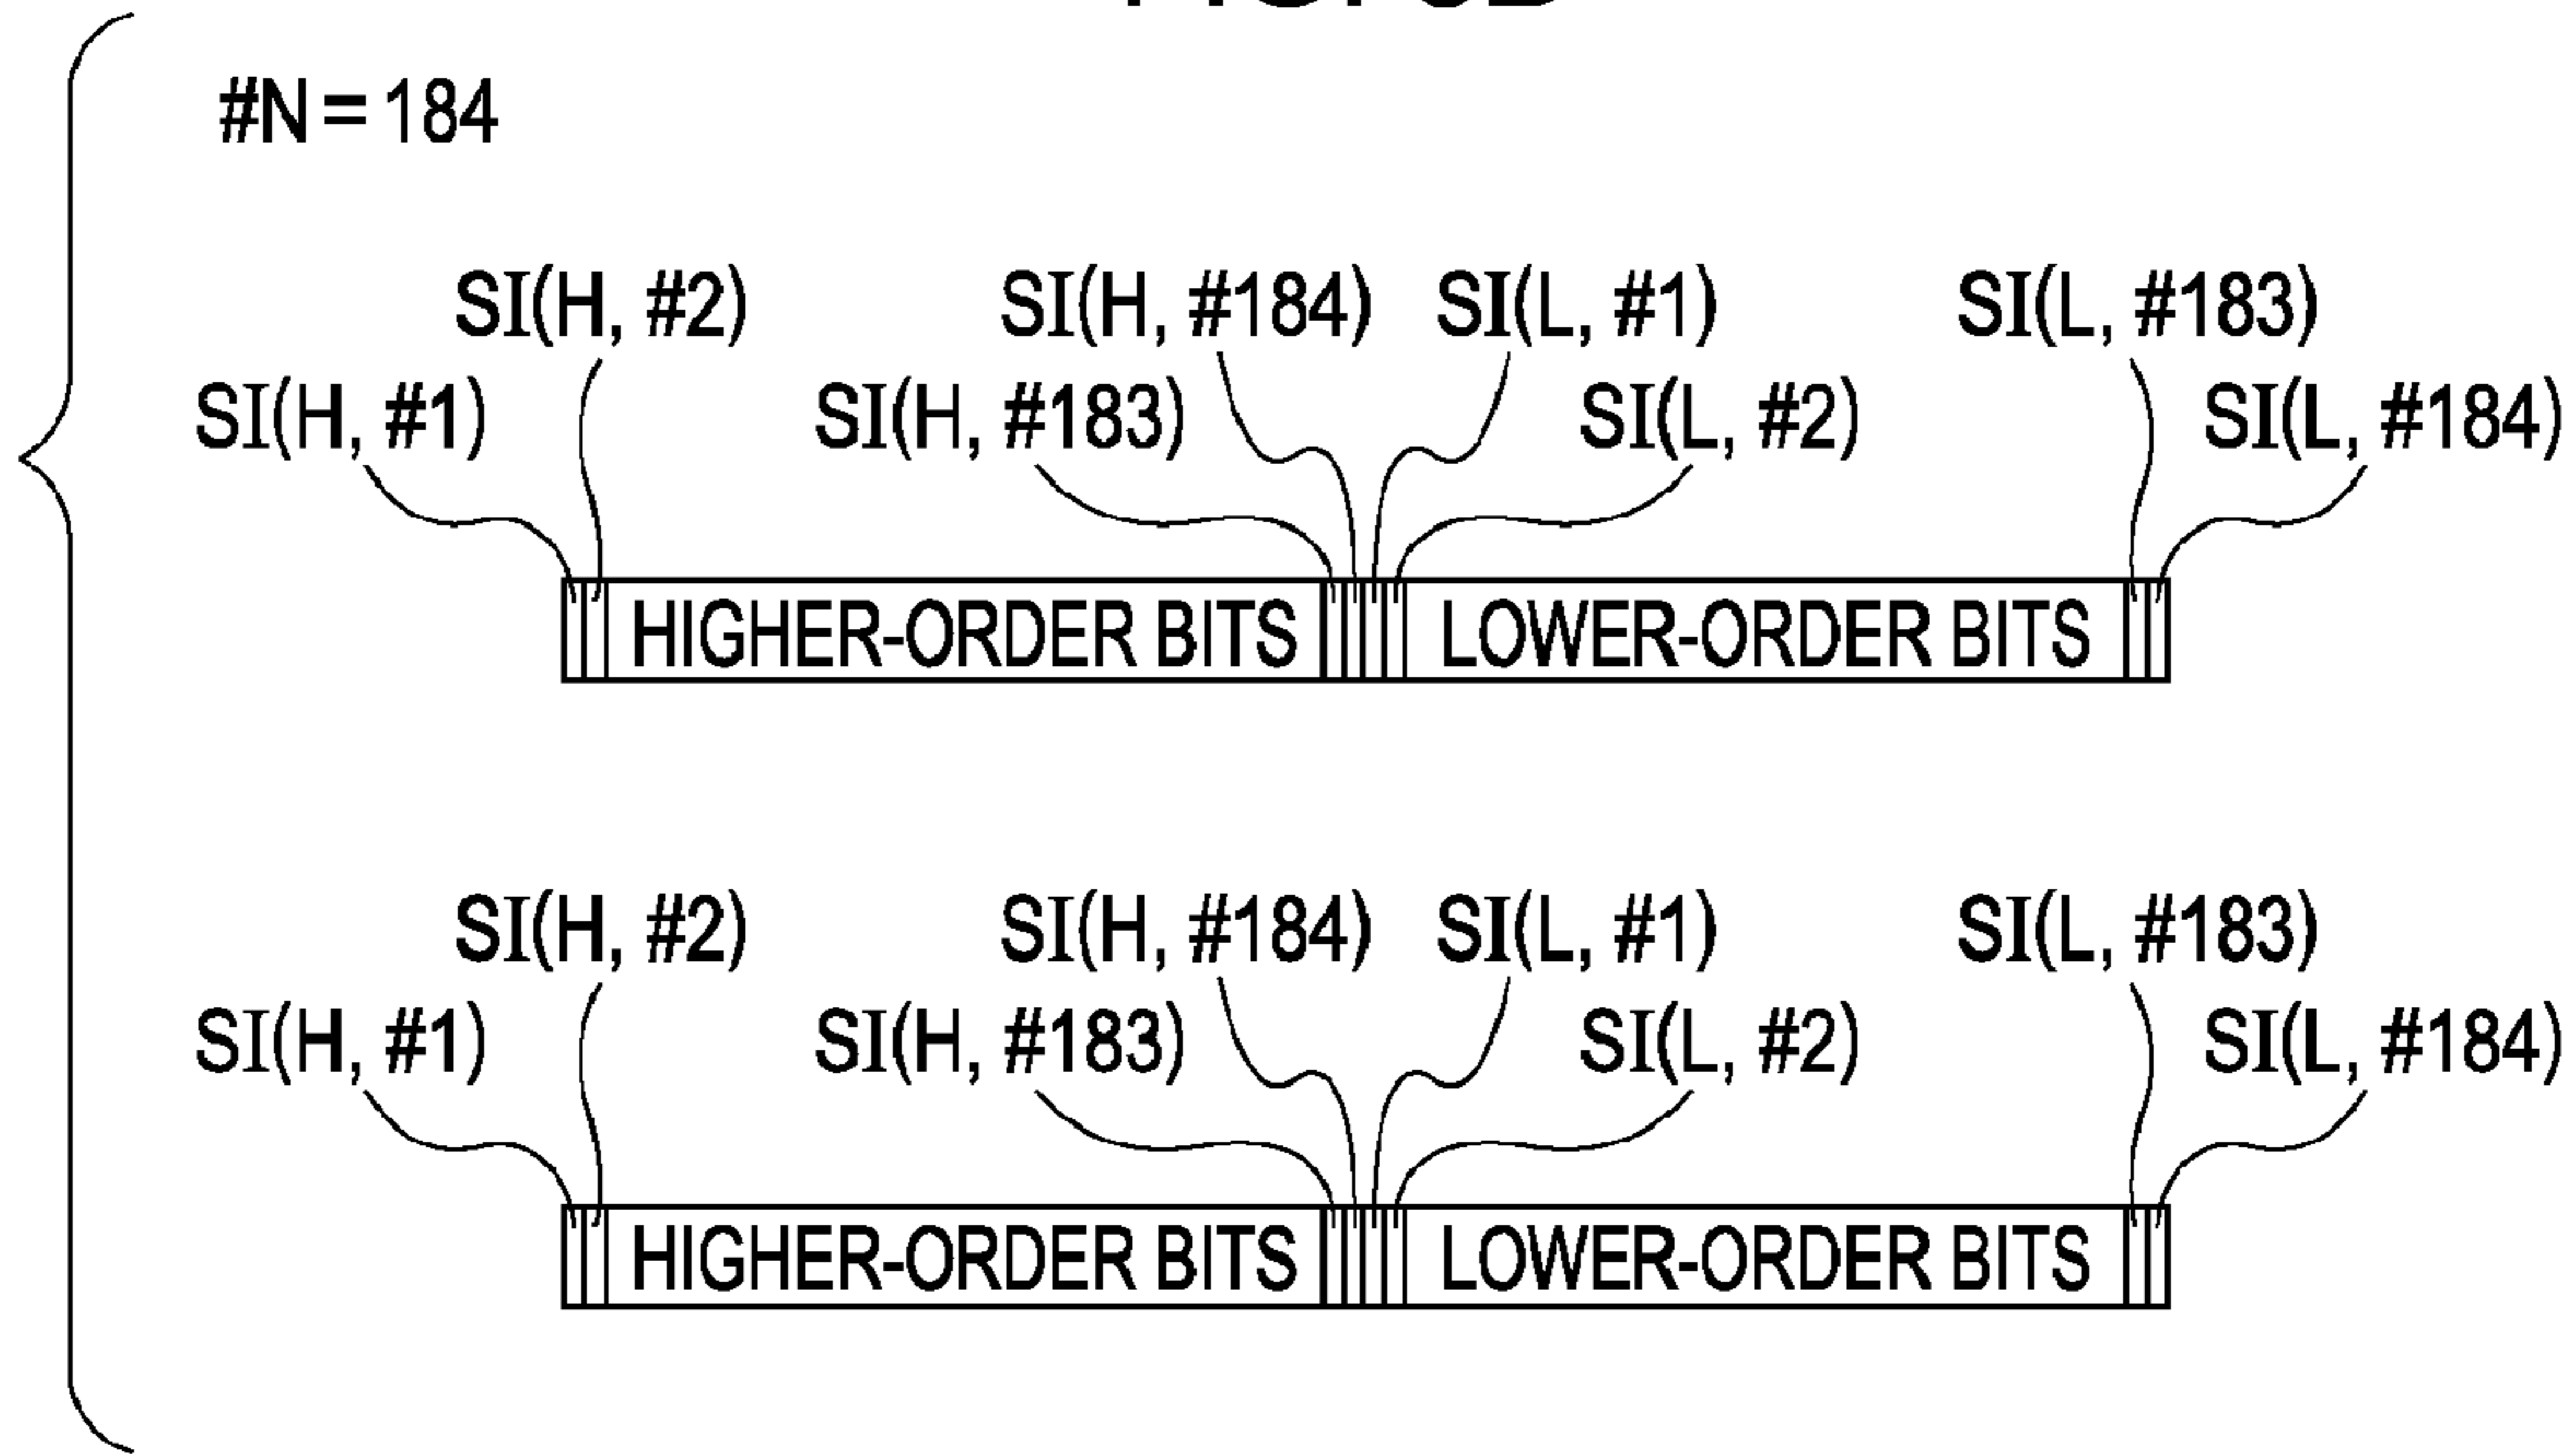 #N = 184
SI(H, #2) SI(H, #184) SI(L, #1) SI(L, #183)
SI(H, #1) SI(H, #183) SI(L, #2) SI(L, #184)
HIGHER-ORDER BITS LOWER-ORDER BITS
SI(H, #2) SI(H, #184) SI(L, #1) SI(L, #183)
SI(H, #1) SI(H, #183) SI(L, #2) SI(L, #184)
HIGHER-ORDER BITS LOWER-ORDER BITS